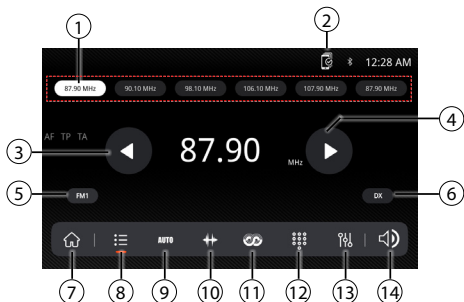 1
2
12:28 AM
87.90 MHz 90.10 MHz 98.10 MHz 106.10 MHz 107.90 MHz 87.90 MHz
4
AF TP TA
3
87.90 MHz
5
FM1
DX
6
AUTO
7 8 9 10 11 12 13 14